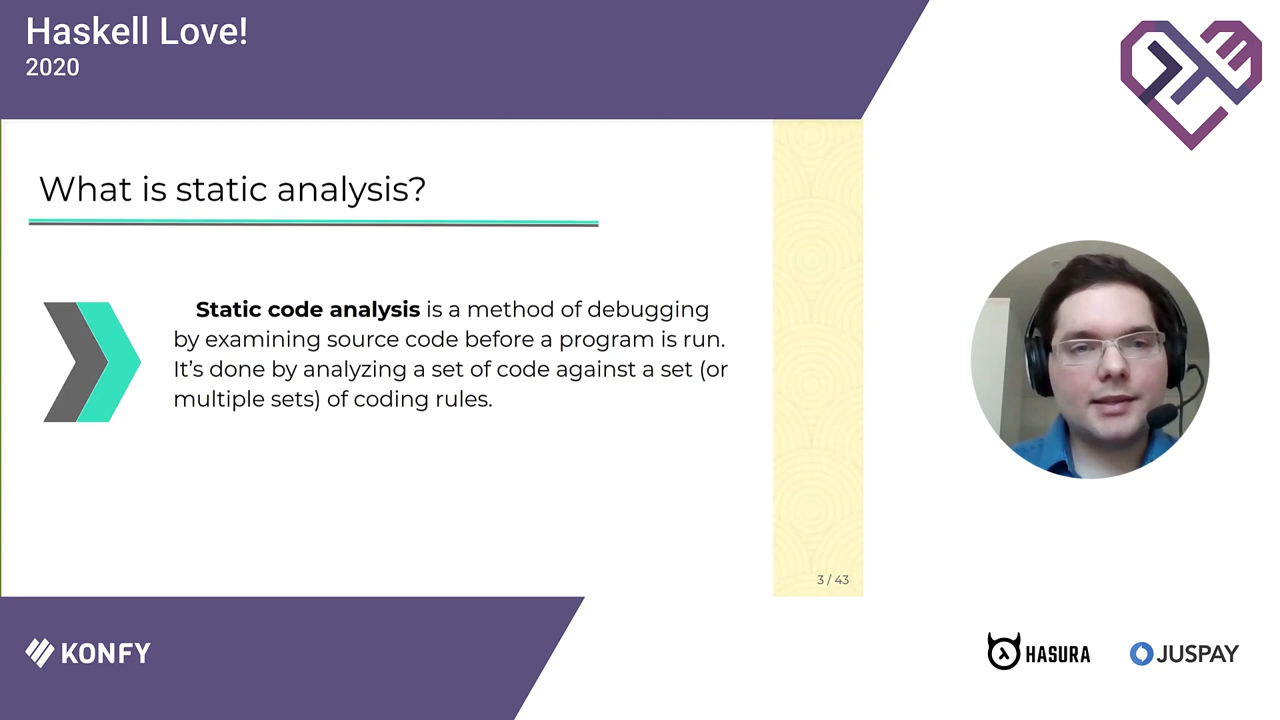 Haskell Love!
2020
What is static analysis?
Static code analysis is a method of debugging
by examining source code before a program is run.
It’s done by analyzing a set of code against a set (or
multiple sets) of coding rules.
3 / 43
KONFY
HASURA
JUSPAY